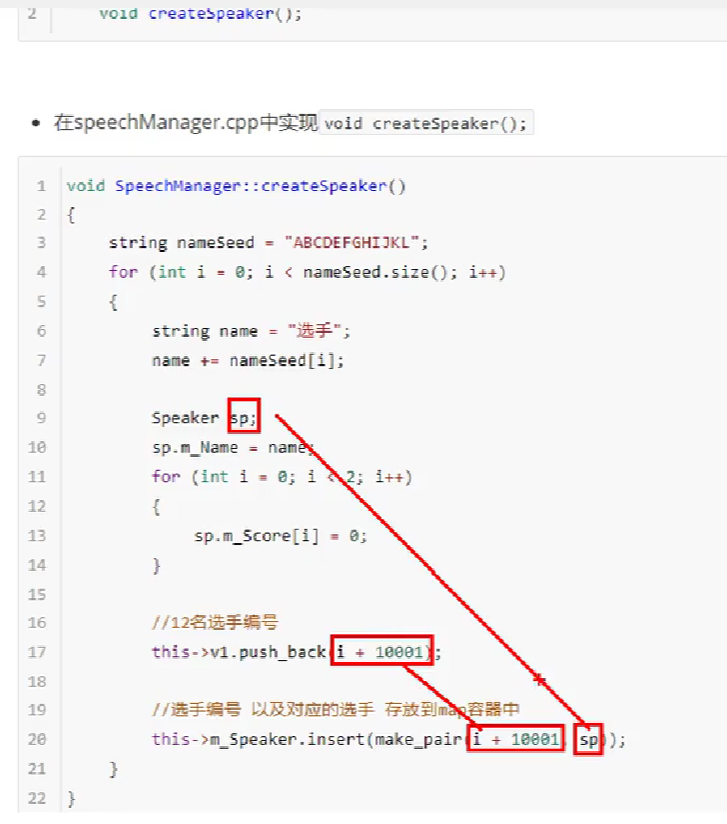 2 void createSpeaker();
• 在speechManager.cpp中实现 void createSpeaker();
1 void SpeechManager::createSpeaker()
2 {
3 string nameSeed = "ABCDEFGHIJKL";
4 for (int i = 0; i < nameSeed.size(); i++)
5 {
6 string name = "选手";
7 name += nameSeed[i];
8
9 Speaker sp;
10 sp.m_Name = name;
11 for (int i = 0; i < 2; i++)
12 {
13 sp.m_Score[i] = 0;
14 }
15
16 //12名选手编号
17 this->v1.push_back(i + 10001);
18
19 //选手编号 以及对应的选手 存放到map容器中
20 this->m_Speaker.insert(make_pair(i + 10001, sp));
21 }
22 }